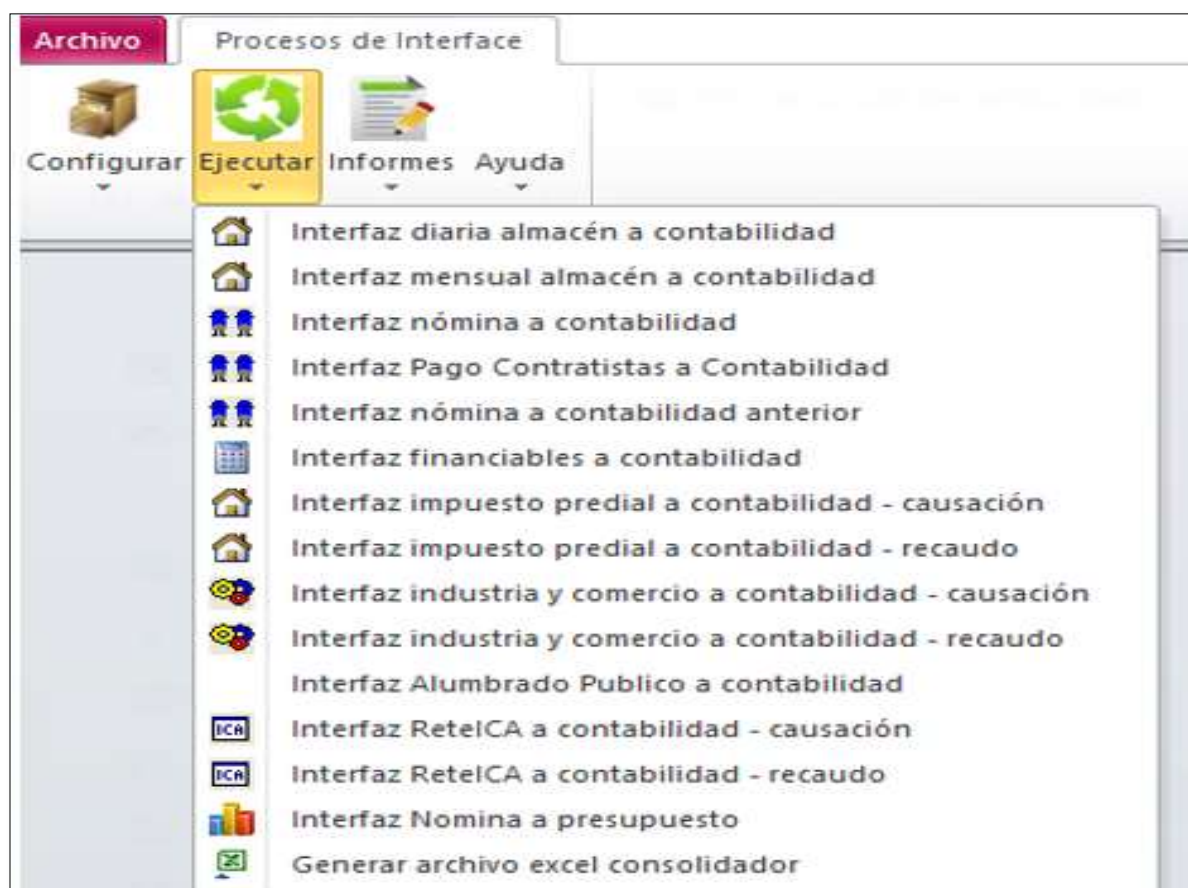 Archivo Procesos de Interface
Configurar Ejecutar Informes Ayuda
Interfaz diaria almacén a contabilidad
Interfaz mensual almacén a contabilidad
Interfaz nómina a contabilidad
Interfaz Pago Contratistas a Contabilidad
Interfaz nómina a contabilidad anterior
Interfaz financiables a contabilidad
Interfaz impuesto predial a contabilidad - causación
Interfaz impuesto predial a contabilidad - recaudo
Interfaz industria y comercio a contabilidad - causación
Interfaz industria y comercio a contabilidad - recaudo
Interfaz Alumbrado Publico a contabilidad
ICA Interfaz ReteICA a contabilidad - causación
ICA Interfaz ReteICA a contabilidad - recaudo
Interfaz Nomina a presupuesto
Generar archivo excel consolidador